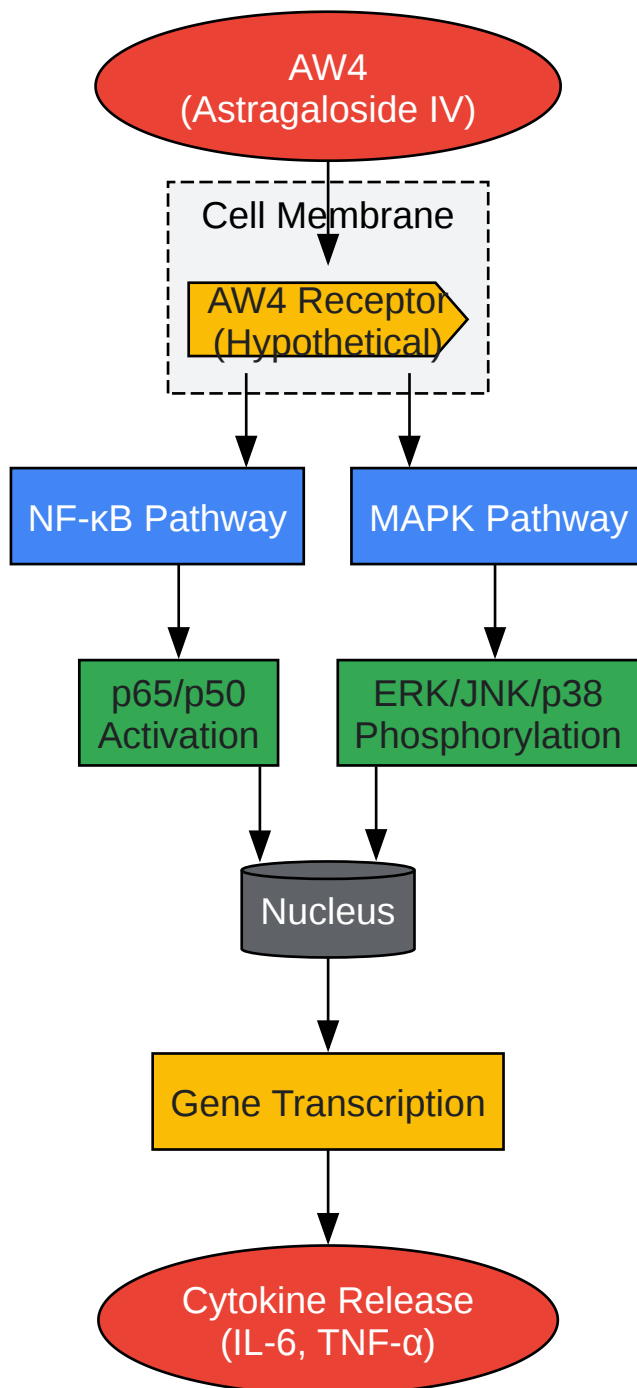 AW4
(Astragaloside IV)
Cell Membrane
AW4 Receptor
(Hypothetical)
NF-κB Pathway
MAPK Pathway
p65/p50
Activation
ERK/JNK/p38
Phosphorylation
Nucleus
Gene Transcription
Cytokine Release
(IL-6, TNF-α)